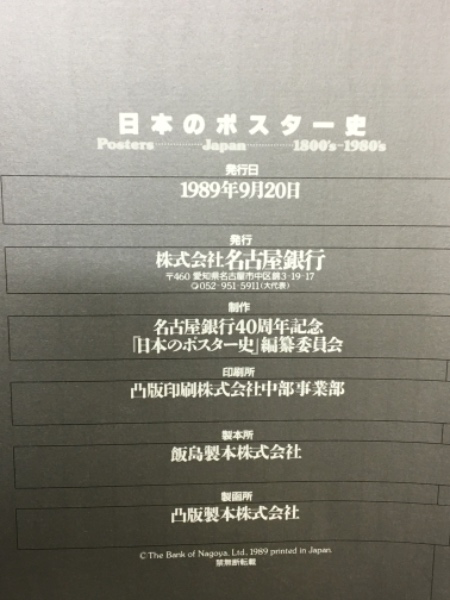 日本のポスター史
Posters Japan 1800's-1980's
発行日
1989年9月20日
発行
株式会社名古屋銀行
〒460 愛知県名古屋市中区錦3-19-17
052-951-5911(大代表)
制作
名古屋銀行40周年記念
「日本のポスター史」編纂委員会
印刷所
凸版印刷株式会社中部事業部
製本所
飯島製本株式会社
製函所
凸版製本株式会社
©The Bank of Nagoya, Ltd., 1989 printed in Japan.
禁無断転載